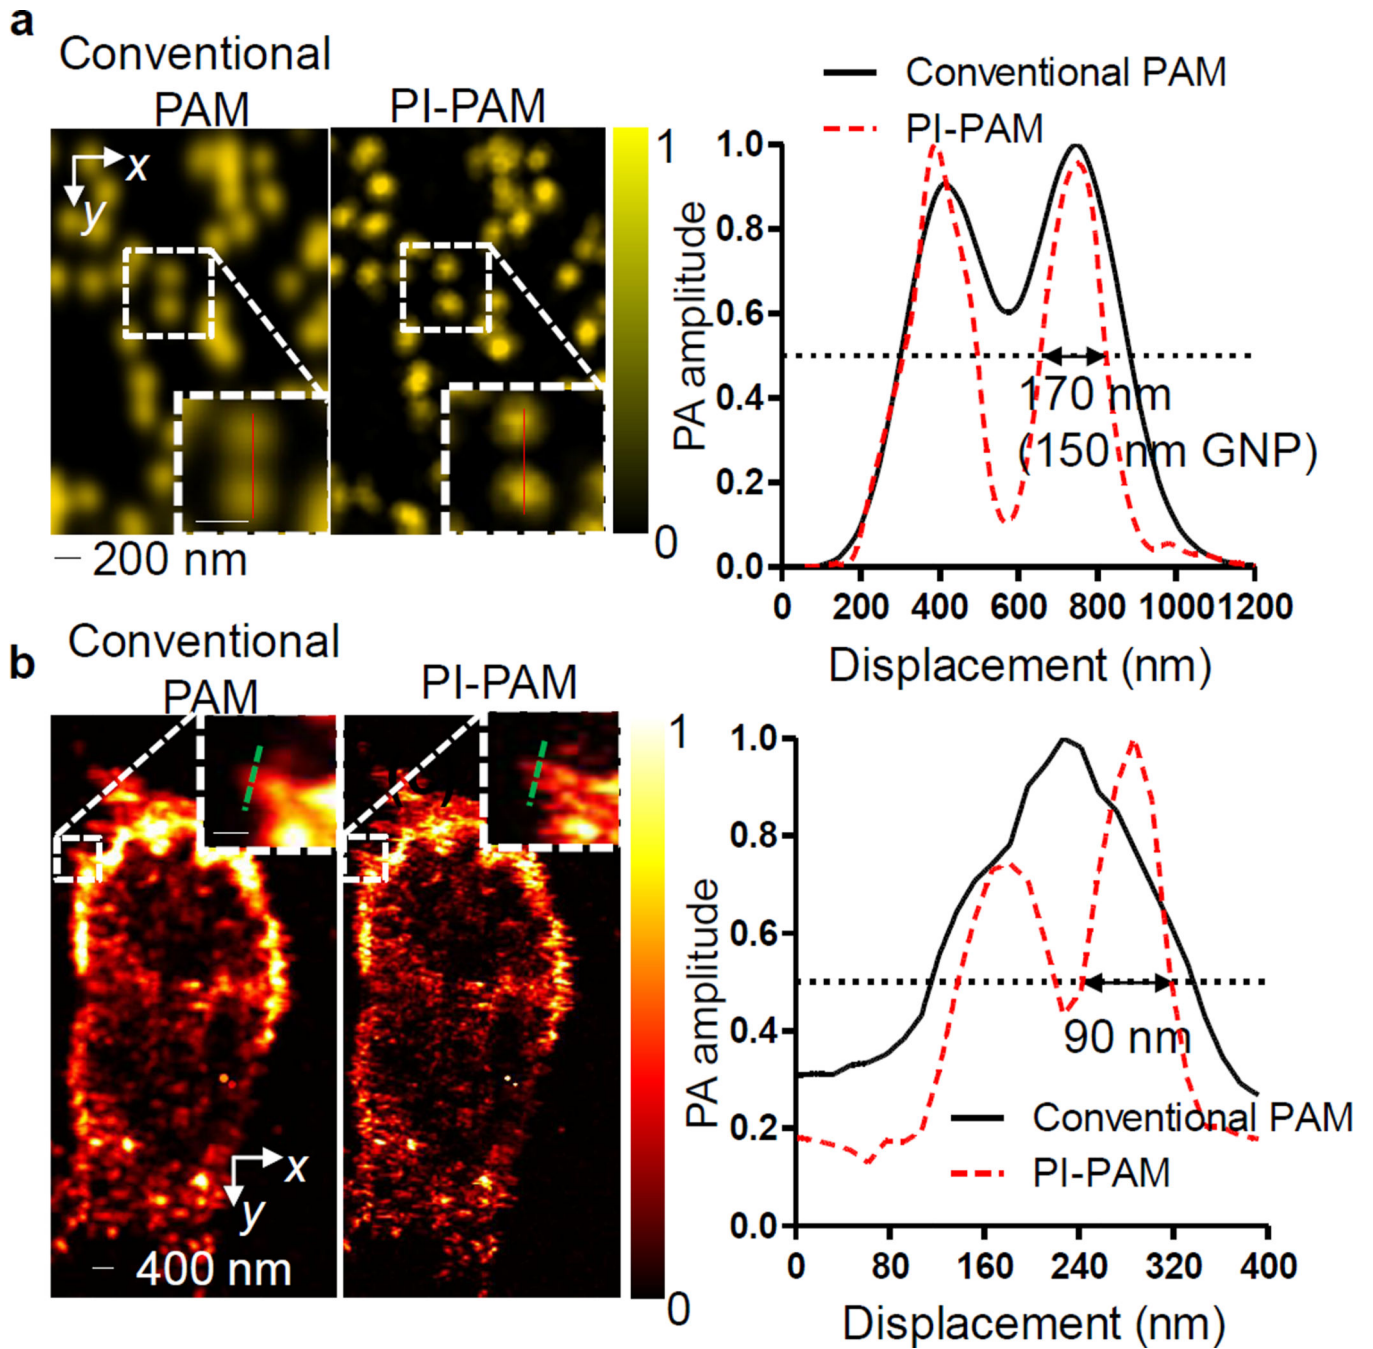 a
Conventional
PAM
PI-PAM
x
y
1
0
200 nm
Conventional PAM
PI-PAM
PA amplitude
1.0
0.8
0.6
0.4
0.2
0.0
170 nm
(150 nm GNP)
0 200 400 600 800 1000 1200
Displacement (nm)
b
Conventional
PAM
PI-PAM
x
y
400 nm
1
0
PA amplitude
1.0
0.8
0.6
0.4
0.2
0.0
90 nm
Conventional PAM
PI-PAM
0 80 160 240 320 400
Displacement (nm)